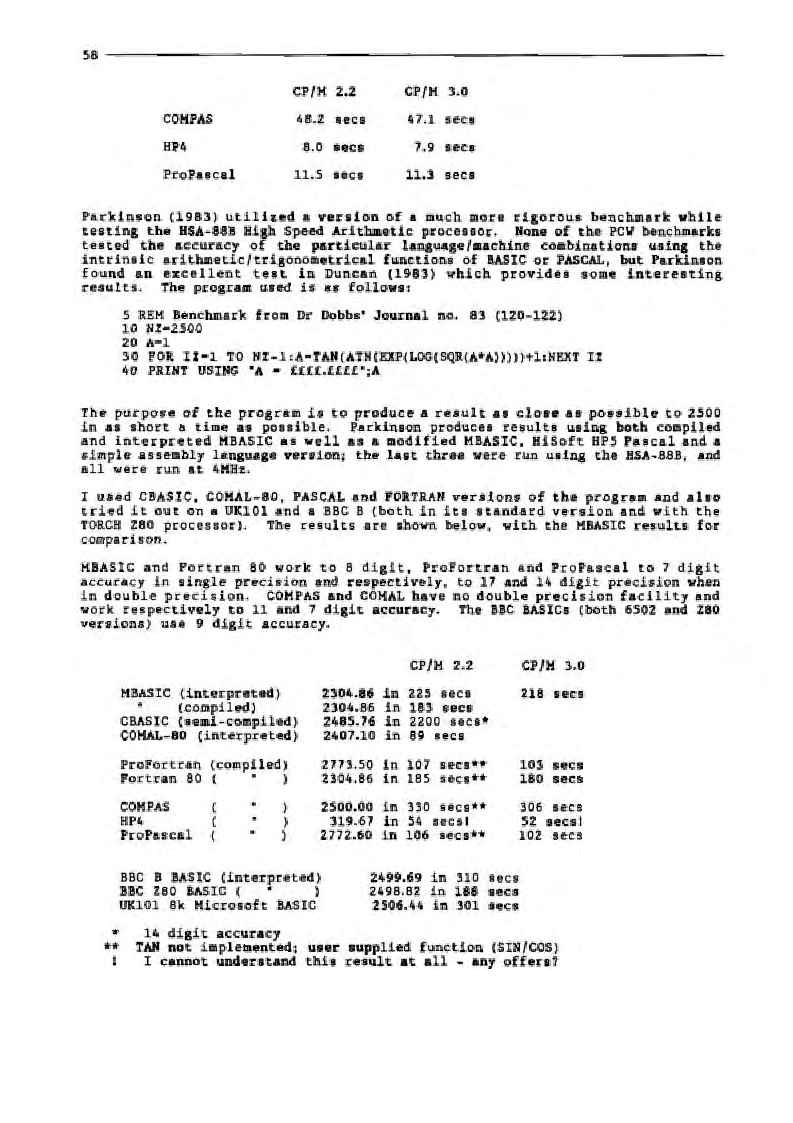 58
CP/M 2.2 CP/M 3.0
COMPAS 48.2 secs 47.1 secs
HP4 8.0 secs 7.9 secs
ProPascal 11.5 secs 11.3 secs
Parkinson (1983) utilized a version of a much more rigorous benchmark while
testing the HSA-88B High Speed Arithmetic processor. None of the PCW benchmarks
tested the accuracy of the particular language/machine combinations using the
intrinsic arithmetic/trigonometrical functions of BASIC or PASCAL, but Parkinson
found an excellent test in Duncan (1983) which provides some interesting
results. The program used is as follows:
5 REM Benchmark from Dr Dobbs' Journal no. 83 (120-122)
10 NI=2500
20 A=1
30 FOR II=1 TO NI-1:A=TAN(ATN(EXP(LOG(SQR(A*A)))))+1:NEXT II
40 PRINT USING "A = ££££.££££";A
The purpose of the program is to produce a result as close as possible to 2500
in as short a time as possible. Parkinson produces results using both compiled
and interpreted MBASIC as well as a modified MBASIC, HiSoft HP5 Pascal and a
simple assembly language version; the last three were run using the HSA-88B, and
all were run at 4MHz.
I used CBASIC, COMAL-80, PASCAL and FORTRAN versions of the program and also
tried it out on a UK101 and a BBC B (both in its standard version and with the
TORCH Z80 processor). The results are shown below, with the MBASIC results for
comparison.
MBASIC and Fortran 80 work to 8 digit, ProFortran and ProPascal to 7 digit
accuracy in single precision and respectively, to 17 and 14 digit precision when
in double precision. COMPAS and COMAL have no double precision facility and
work respectively to 11 and 7 digit accuracy. The BBC BASICs (both 6502 and Z80
versions) use 9 digit accuracy.
CP/M 2.2 CP/M 3.0
MBASIC (interpreted) 2304.86 in 225 secs 218 secs
" (compiled) 2304.86 in 183 secs
CBASIC (semi-compiled) 2485.76 in 2200 secs*
COMAL-80 (interpreted) 2407.10 in 89 secs
ProFortran (compiled) 2773.50 in 107 secs** 103 secs
Fortran 80 ( " ) 2304.86 in 185 secs** 180 secs
COMPAS ( " ) 2500.00 in 330 secs** 306 secs
HP4 ( " ) 319.67 in 54 secs! 52 secs!
ProPascal ( " ) 2772.60 in 106 secs** 102 secs
BBC B BASIC (interpreted) 2499.69 in 310 secs
BBC Z80 BASIC ( " ) 2498.82 in 188 secs
UK101 8k Microsoft BASIC 2506.44 in 301 secs
* 14 digit accuracy
** TAN not implemented; user supplied function (SIN/COS)
! I cannot understand this result at all - any offers?